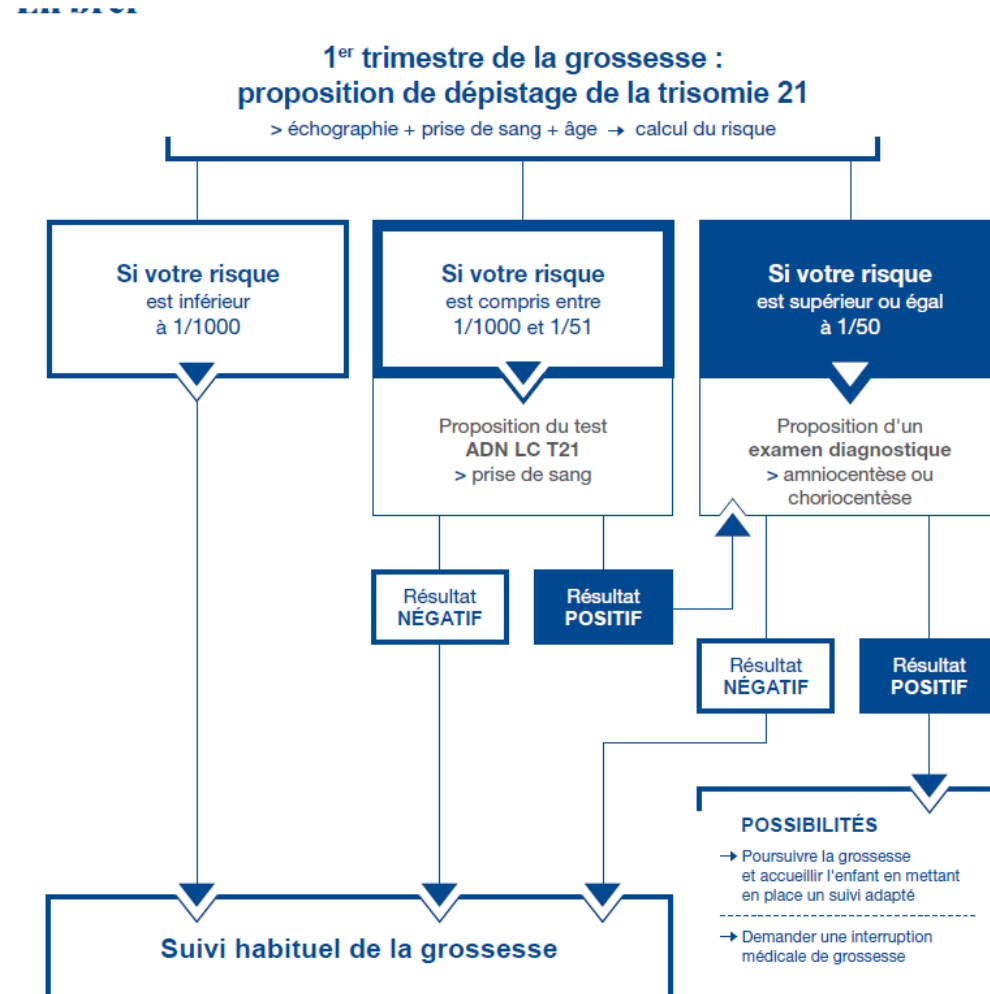 1er trimestre de la grossesse :
proposition de dépistage de la trisomie 21
> échographie + prise de sang + âge → calcul du risque
Si votre risque
est inférieur
à 1/1000
Si votre risque
est compris entre
1/1000 et 1/51
Si votre risque
est supérieur ou égal
à 1/50
Proposition du test
ADN LC T21
> prise de sang
Proposition d'un
examen diagnostique
> amniocentèse ou
choriocentèse
Résultat
NÉGATIF
Résultat
POSITIF
Résultat
NÉGATIF
Résultat
POSITIF
POSSIBILITÉS
→ Poursuivre la grossesse
et accueillir l'enfant en mettant
en place un suivi adapté
→ Demander une interruption
médicale de grossesse
Suivi habituel de la grossesse